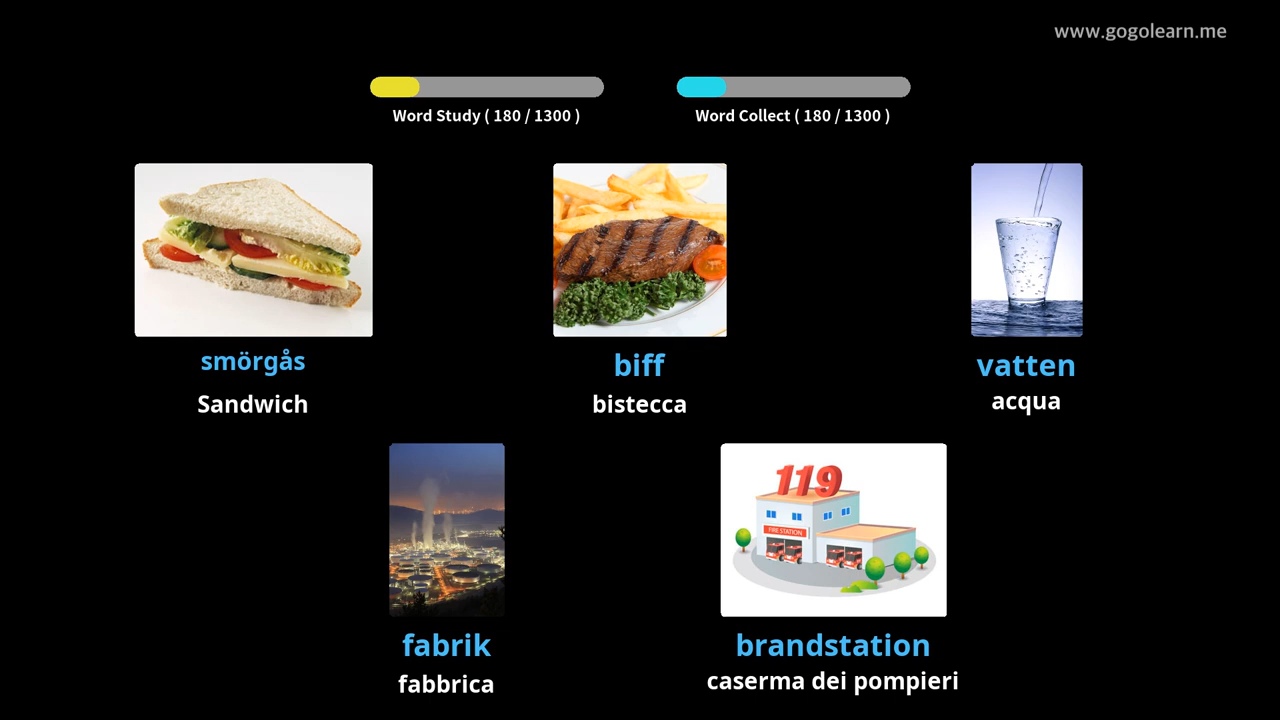 www.gogolearn.me
Word Study ( 180 / 1300 )
Word Collect ( 180 / 1300 )
smörgås
Sandwich
biff
bistecca
vatten
acqua
119
FIRE STATION
fabrik
fabbrica
brandstation
caserma dei pompieri